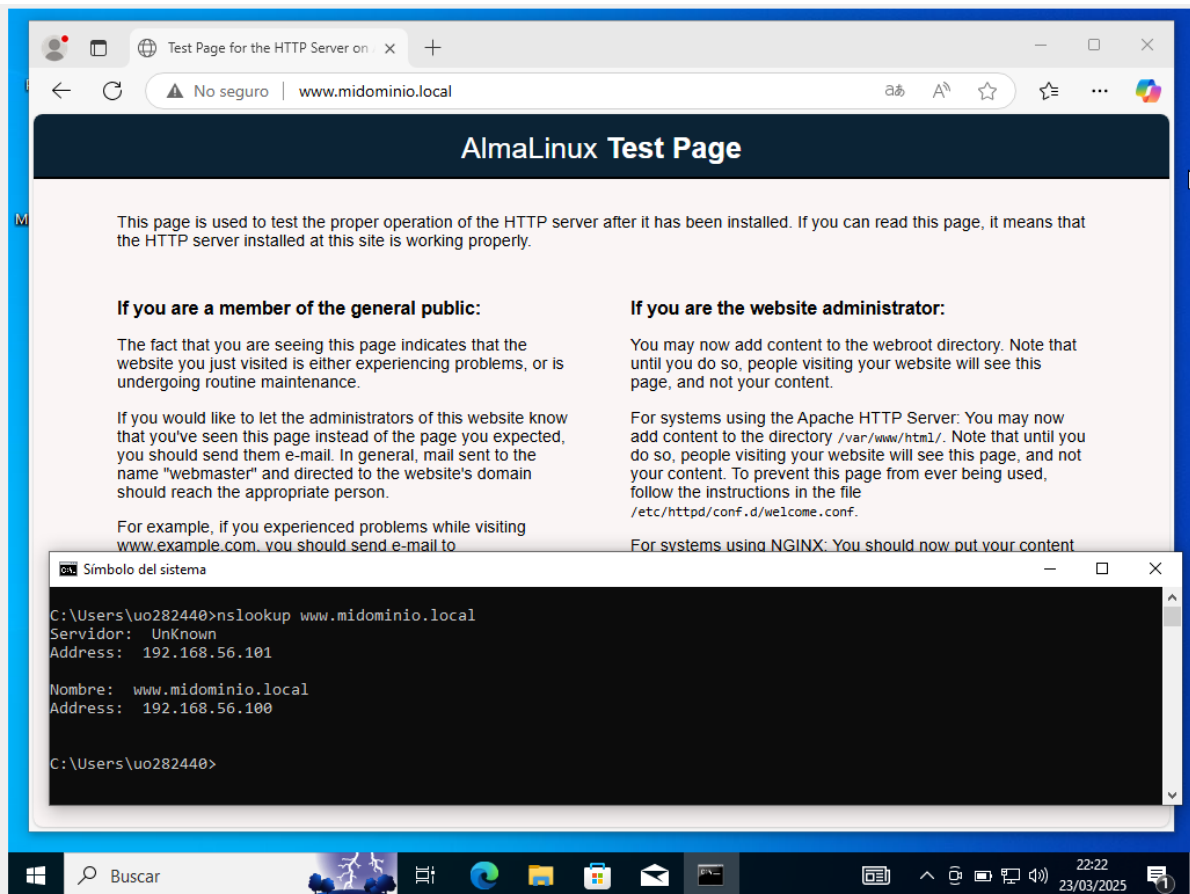 Test Page for the HTTP Server on
No seguro www.midominio.local
AlmaLinux Test Page
This page is used to test the proper operation of the HTTP server after it has been installed. If you can read this page, it means that
the HTTP server installed at this site is working properly.
If you are a member of the general public:
The fact that you are seeing this page indicates that the
website you just visited is either experiencing problems, or is
undergoing routine maintenance.
If you would like to let the administrators of this website know
that you've seen this page instead of the page you expected,
you should send them e-mail. In general, mail sent to the
name "webmaster" and directed to the website's domain
should reach the appropriate person.
For example, if you experienced problems while visiting
www.example.com, you should send e-mail to
If you are the website administrator:
You may now add content to the webroot directory. Note that
until you do so, people visiting your website will see this
page, and not your content.
For systems using the Apache HTTP Server: You may now
add content to the directory /var/www/html/. Note that until you
do so, people visiting your website will see this page, and not
your content. To prevent this page from ever being used,
follow the instructions in the file
/etc/httpd/conf.d/welcome.conf.
For systems using NGINX: You should now put your content
Símbolo del sistema
C:\Users\uo282440>nslookup www.midominio.local
Servidor:  UnKnown
Address:  192.168.56.101
Nombre:  www.midominio.local
Address:  192.168.56.100
C:\Users\uo282440>
Buscar
22:22
23/03/2025
1